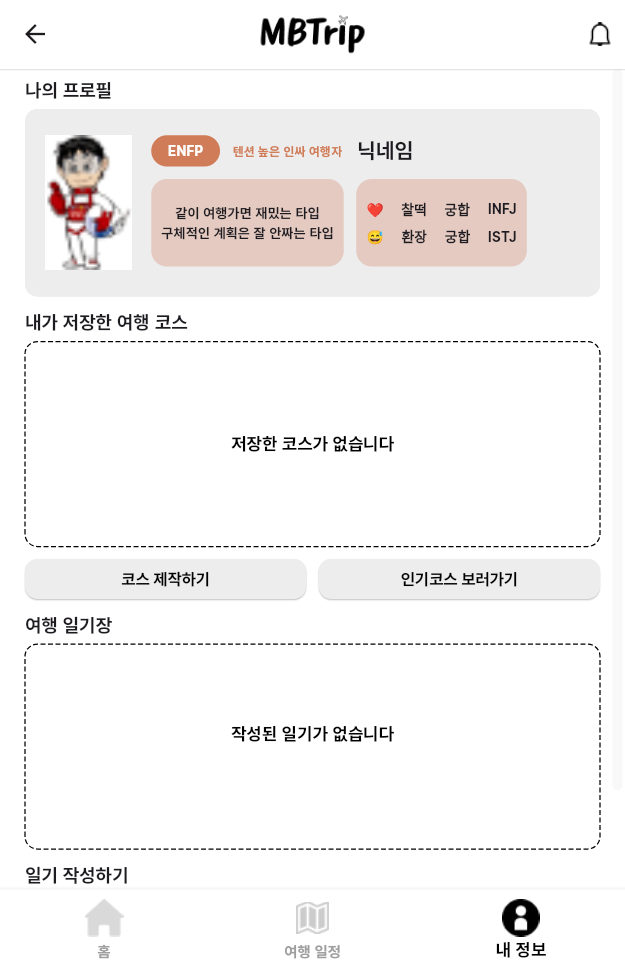 MBTrip
나의 프로필
ENFP 텐션 높은 인싸 여행자 닉네임
같이 여행가면 재밌는 타입
구체적인 계획은 잘 안짜는 타입
❤️ 찰떡 궁합 INFJ
😅 환장 궁합 ISTJ
내가 저장한 여행 코스
저장한 코스가 없습니다
코스 제작하기 인기코스 보러가기
여행 일기장
작성된 일기가 없습니다
일기 작성하기
홈 여행 일정 내 정보